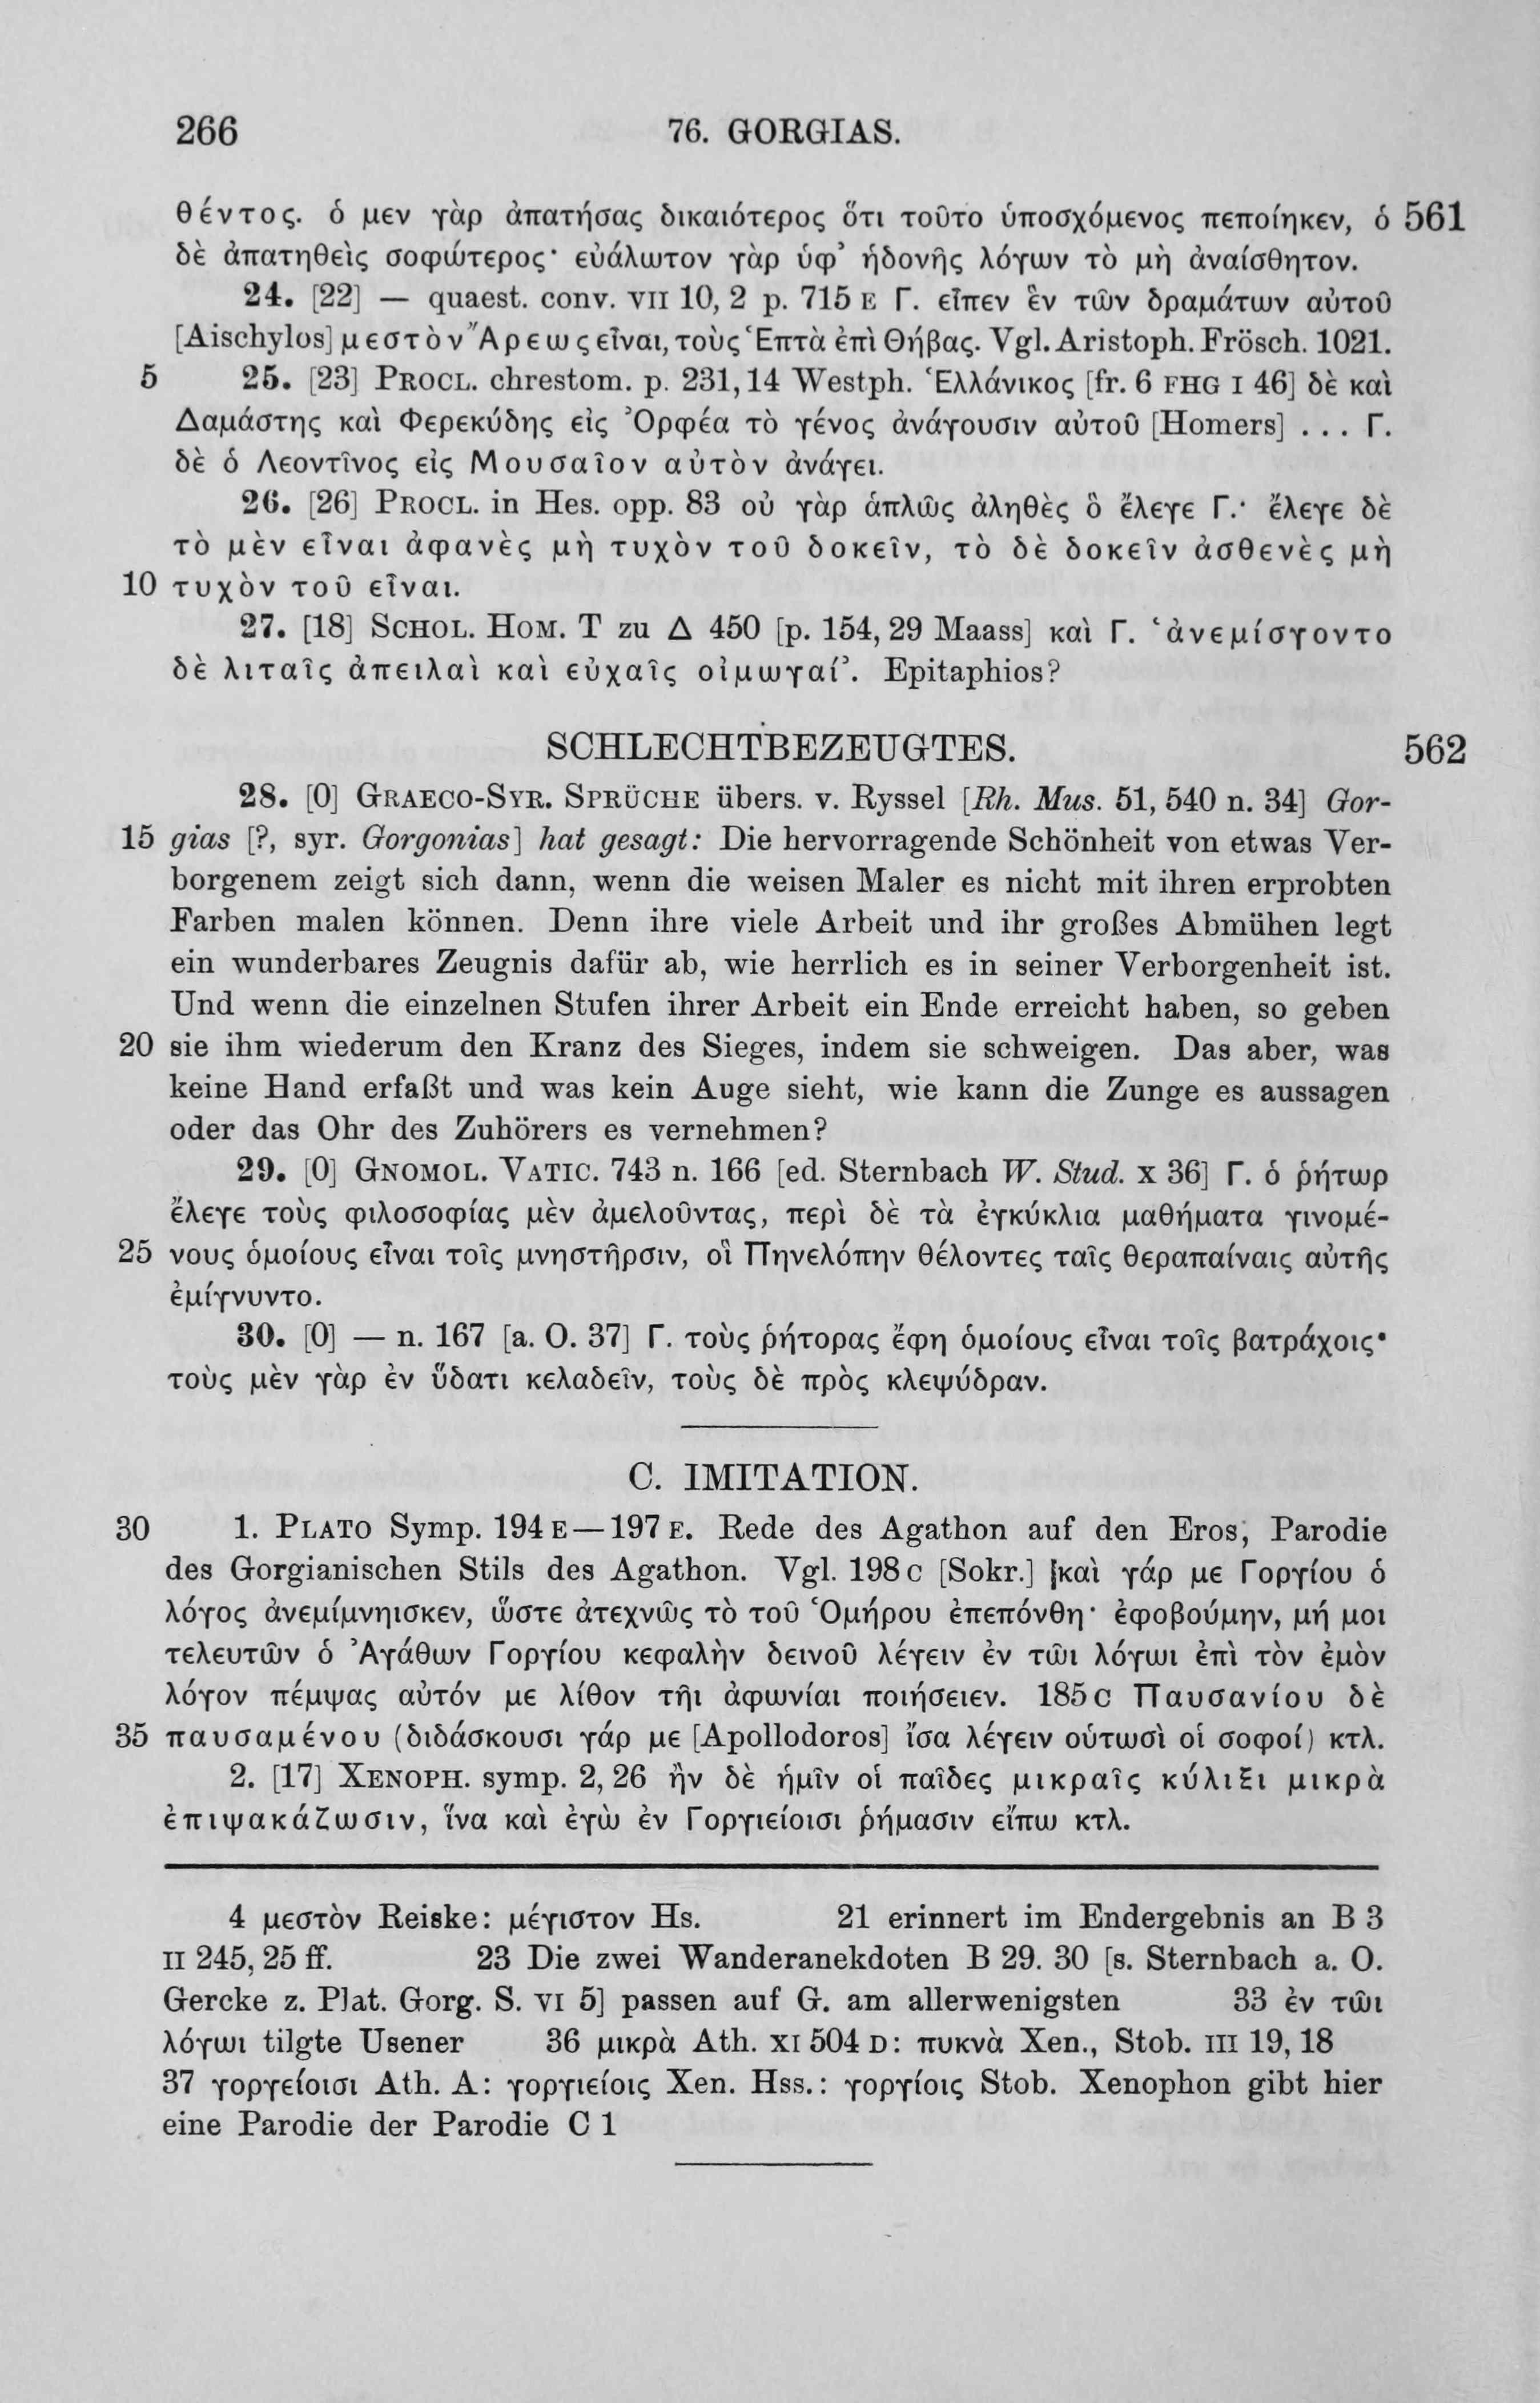 266 76. GORGIAS.
θέντος. ὁ μεν γὰρ ἀπατήσας δικαιότερος ὅτι τοῦτο ὑποσχόμενος πεποίηκεν, ὁ 561
δὲ ἀπατηθεὶς σοφώτερος· εὐάλωτον γὰρ ὑφ’ ἡδονῆς λόγων τὸ μὴ ἀναίσθητον.
24. [22] — quaest. conv. VII 10, 2 p. 715 E Γ. εἶπεν ἓν τῶν δραμάτων αὐτοῦ
[Aischylos] μεστὸν Ἄρεως εἶναι, τοὺς Ἑπτὰ ἐπὶ Θήβας. Vgl. Aristoph. Frösch. 1021.
5 25. [23] PROCL. chrestom. p. 231,14 Westph. Ἑλλάνικος [fr. 6 FHG I 46] δὲ καὶ
Δαμάστης καὶ Φερεκύδης εἰς Ὀρφέα τὸ γένος ἀνάγουσιν αὐτοῦ [Homers] ... Γ.
δὲ ὁ Λεοντῖνος εἰς Μουσαῖον αὐτὸν ἀνάγει.
26. [26] PROCL. in Hes. opp. 83 οὐ γὰρ ἁπλῶς ἀληθὲς ὃ ἔλεγε Γ.· ἔλεγε δὲ
τὸ μὲν εἶναι ἀφανὲς μὴ τυχὸν τοῦ δοκεῖν, τὸ δὲ δοκεῖν ἀσθενὲς μὴ
10 τυχὸν τοῦ εἶναι.
27. [18] SCHOL. HOM. T zu Δ 450 [p. 154, 29 Maass] καὶ Γ. ‘ἀνεμίσγοντο
δὲ λιταῖς ἀπειλαὶ καὶ εὐχαῖς οἰμωγαί’. Epitaphios?
SCHLECHTBEZEUGTES. 562
28. [0] GRAECO-SYR. SPRÜCHE übers. v. Ryssel [Rh. Mus. 51, 540 n. 34] Gor-
15 gias [?, syr. Gorgonias] hat gesagt: Die hervorragende Schönheit von etwas Ver-
borgenem zeigt sich dann, wenn die weisen Maler es nicht mit ihren erprobten
Farben malen können. Denn ihre viele Arbeit und ihr großes Abmühen legt
ein wunderbares Zeugnis dafür ab, wie herrlich es in seiner Verborgenheit ist.
Und wenn die einzelnen Stufen ihrer Arbeit ein Ende erreicht haben, so geben
20 sie ihm wiederum den Kranz des Sieges, indem sie schweigen. Das aber, was
keine Hand erfaßt und was kein Auge sieht, wie kann die Zunge es aussagen
oder das Ohr des Zuhörers es vernehmen?
29. [0] GNOMOL. VATIC. 743 n. 166 [ed. Sternbach W. Stud. X 36] Γ. ὁ ῥήτωρ
ἔλεγε τοὺς φιλοσοφίας μὲν ἀμελοῦντας, περὶ δὲ τὰ ἐγκύκλια μαθήματα γινομέ-
25 νους ὁμοίους εἶναι τοῖς μνηστῆρσιν, οἳ Πηνελόπην θέλοντες ταῖς θεραπαίναις αὐτῆς
ἐμίγνυντο.
30. [0] — n. 167 [a. O. 37] Γ. τοὺς ῥήτορας ἔφη ὁμοίους εἶναι τοῖς βατράχοις·
τοὺς μὲν γὰρ ἐν ὕδατι κελαδεῖν, τοὺς δὲ πρὸς κλεψύδραν.
C. IMITATION.
30 1. PLATO Symp. 194 E—197 E. Rede des Agathon auf den Eros, Parodie
des Gorgianischen Stils des Agathon. Vgl. 198 C [Sokr.] [καὶ γάρ με Γοργίου ὁ
λόγος ἀνεμίμνηισκεν, ὥστε ἀτεχνῶς τὸ τοῦ Ὁμήρου ἐπεπόνθη· ἐφοβούμην, μή μοι
τελευτῶν ὁ Ἀγάθων Γοργίου κεφαλὴν δεινοῦ λέγειν ἐν τῶι λόγωι ἐπὶ τὸν ἐμὸν
λόγον πέμψας αὐτόν με λίθον τῆι ἀφωνίαι ποιήσειεν. 185 C Παυσανίου δὲ
35 παυσαμένου (διδάσκουσι γάρ με [Apollodoros] ἴσα λέγειν οὑτωσὶ οἱ σοφοί) κτλ.
2. [17] XENOPH. symp. 2, 26 ἢν δὲ ἡμῖν οἱ παῖδες μικραῖς κύλιξι μικρὰ
ἐπιψακάζωσιν, ἵνα καὶ ἐγὼ ἐν Γοργιείοισι ῥήμασιν εἴπω κτλ.
4 μεστὸν Reiske: μέγιστον Hs. 21 erinnert im Endergebnis an B 3
II 245, 25 ff. 23 Die zwei Wanderanekdoten B 29. 30 [s. Sternbach a. O.
Gercke z. Plat. Gorg. S. VI 5] passen auf G. am allerwenigsten 33 ἐν τῶι
λόγωι tilgte Usener 36 μικρὰ Ath. XI 504 D: πυκνὰ Xen., Stob. III 19, 18
37 γοργείοισι Ath. A: γοργιείοις Xen. Hss.: γοργίοις Stob. Xenophon gibt hier
eine Parodie der Parodie C 1